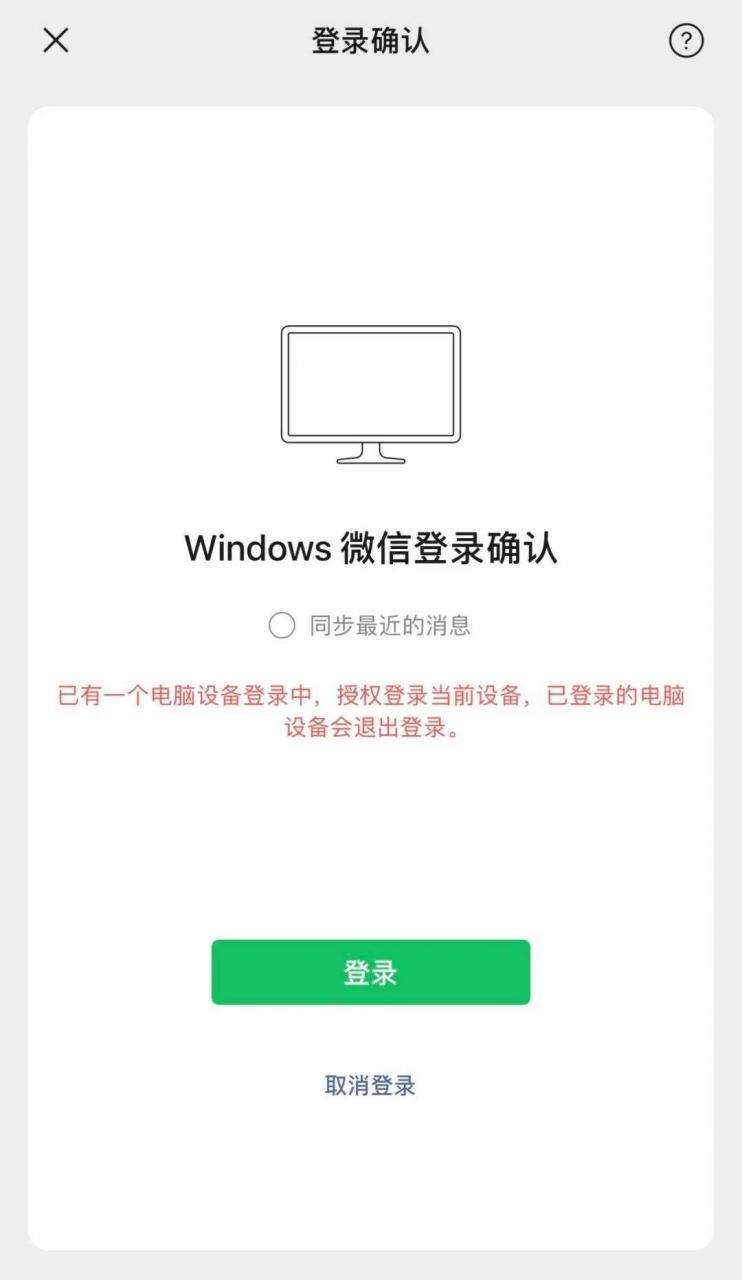 登录确认
?
Windows 微信登录确认
同步最近的消息
已有一个电脑设备登录中，授权登录当前设备，已登录的电脑
设备会退出登录。
登录
取消登录